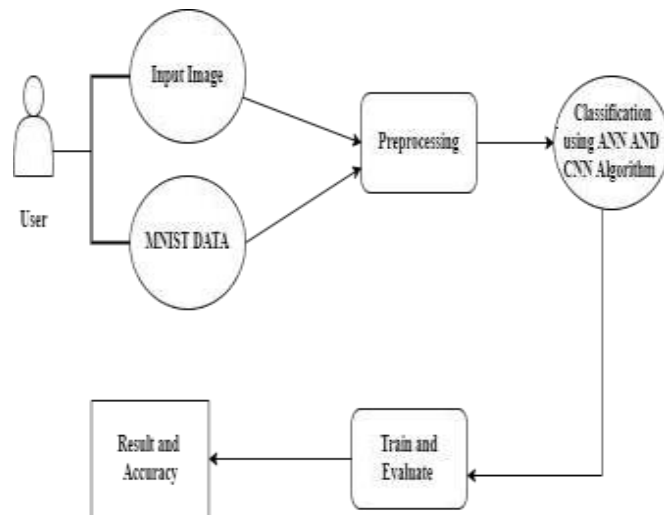 Input Image
User
MNIST DATA
Preprocessing
Classification
using ANN AND
CNN Algorithm
Train and
Evaluate
Result and
Accuracy